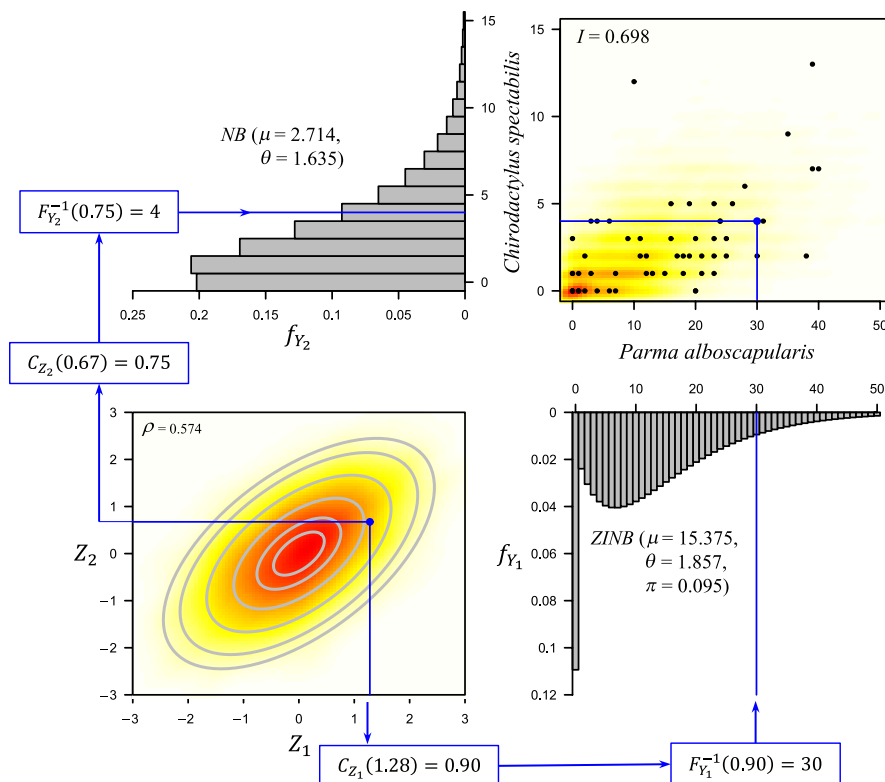 15
10
5
0
0.25
0.2
0.15
0.1
0.05
0
f_{Y_2}
NB (μ = 2.714,
θ = 1.635)
F_{Y_2}^{-1}(0.75) = 4
C_{Z_2}(0.67) = 0.75
I = 0.698
Chirodactylus spectabilis
15
10
5
0
0
10
20
30
40
50
Parma alboscapularis
ρ = 0.574
Z_2
3
2
1
0
−1
−2
−3
−3
−2
−1
0
1
2
3
Z_1
0
10
20
30
40
50
f_{Y_1}
0
0.02
0.04
0.06
0.08
0.1
0.12
ZINB (μ = 15.375,
θ = 1.857,
π = 0.095)
C_{Z_1}(1.28) = 0.90
F_{Y_1}^{-1}(0.90) = 30